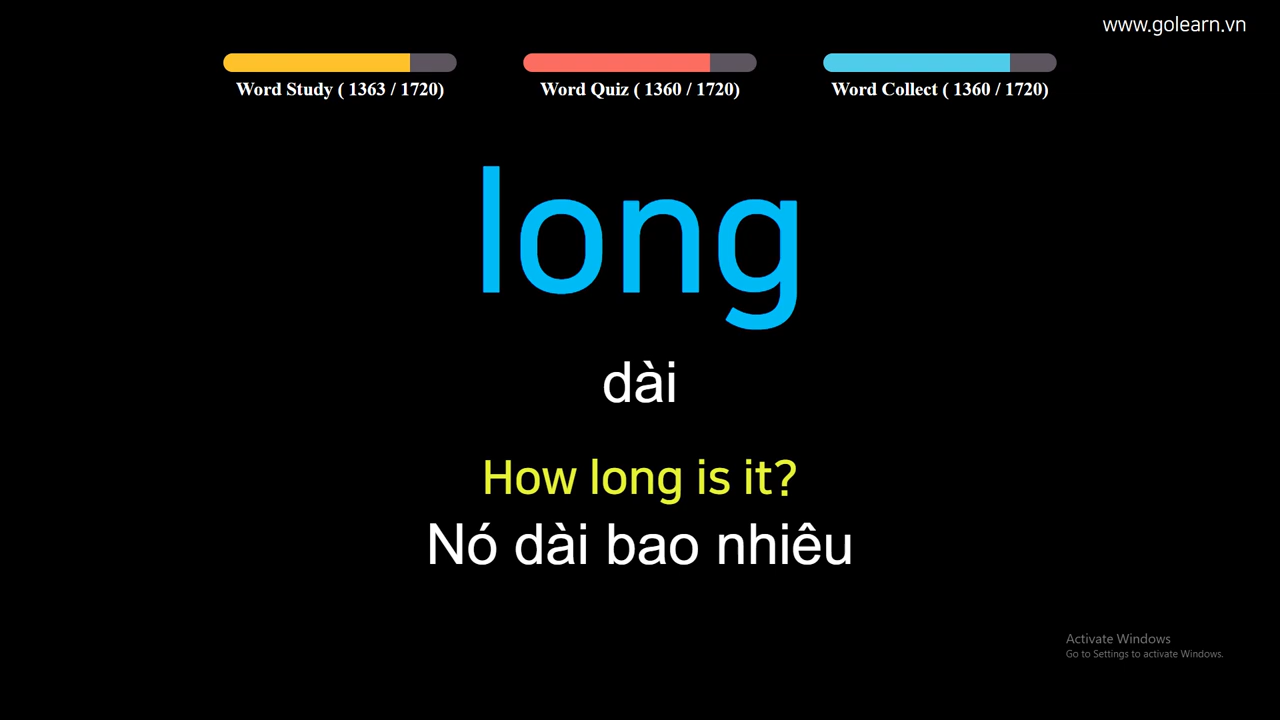 www.golearn.vn
Word Study ( 1363 / 1720)
Word Quiz ( 1360 / 1720)
Word Collect ( 1360 / 1720)
long
dài
How long is it?
Nó dài bao nhiêu
Activate Windows
Go to Settings to activate Windows.